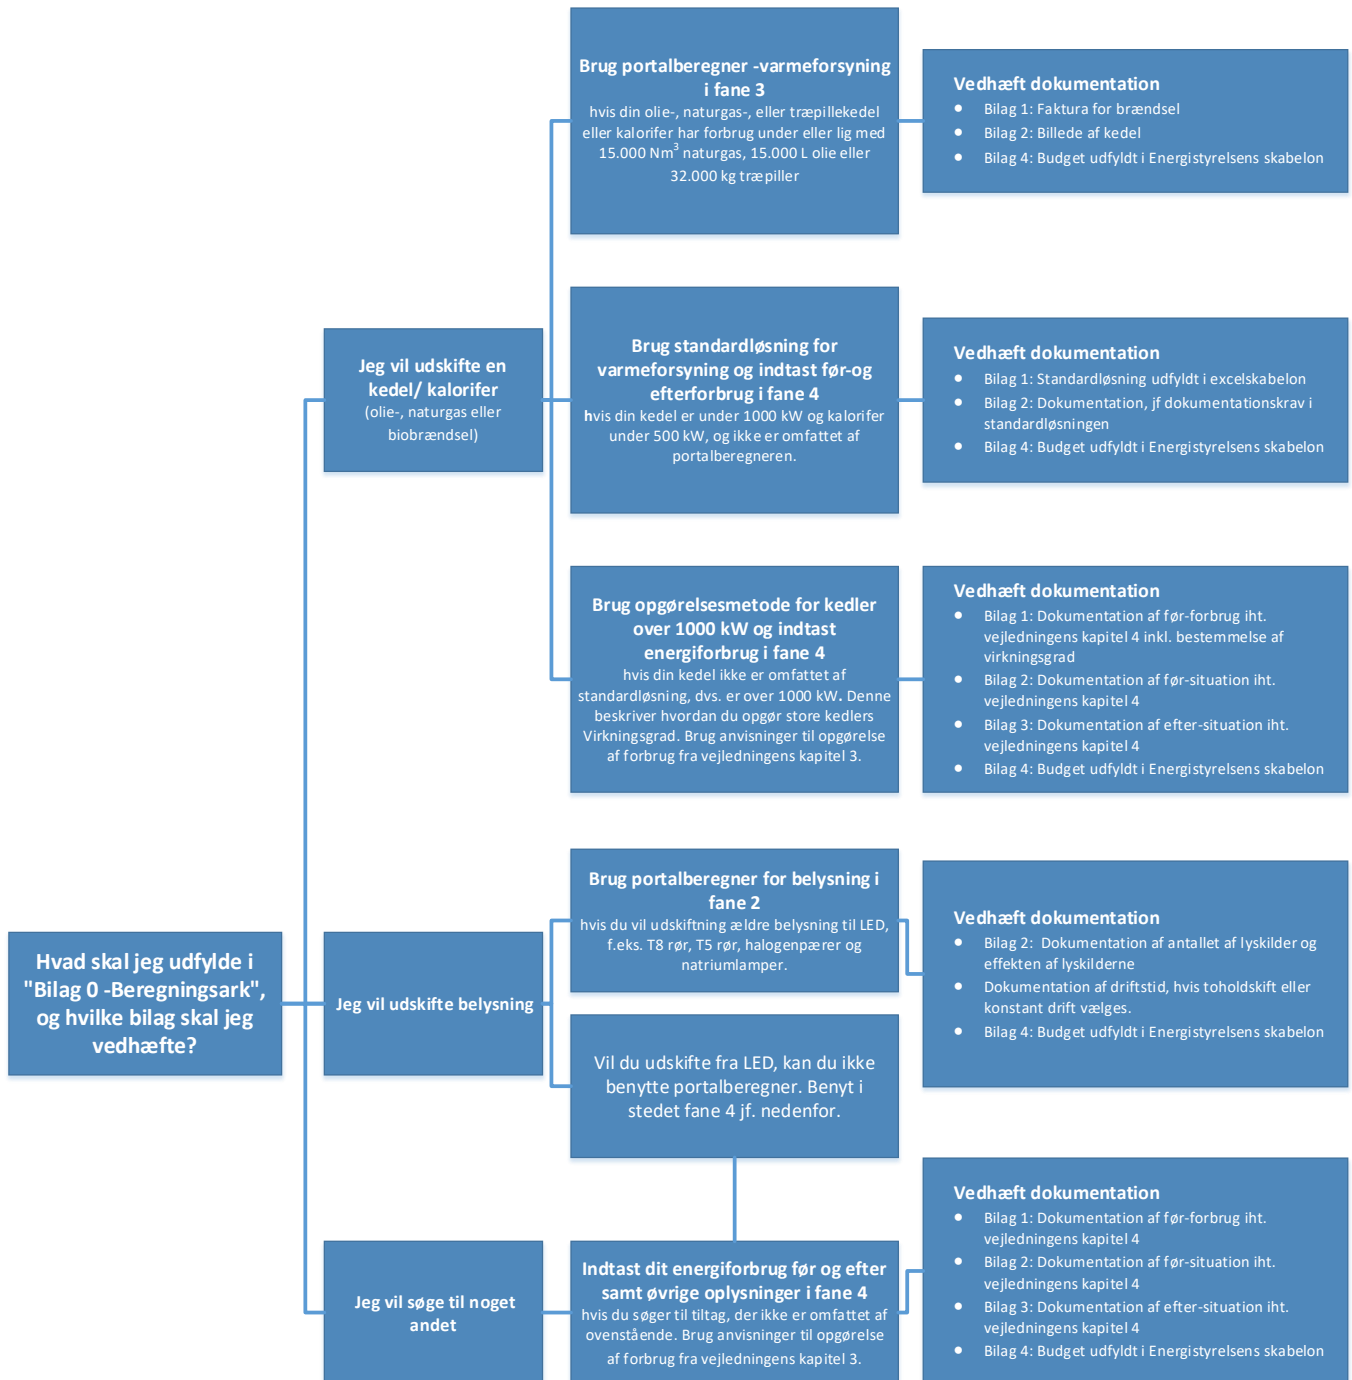 Brug portalberegner -varmeforsyning
i fane 3
hvis din olie-, naturgas-, eller træpillekedel
eller kalorifer har forbrug under eller lig med
15.000 Nm³ naturgas, 15.000 L olie eller
32.000 kg træpiller
Vedhæft dokumentation
● Bilag 1: Faktura for brændsel
● Bilag 2: Billede af kedel
● Bilag 4: Budget udfyldt i Energistyrelsens skabelon
Jeg vil udskifte en
kedel/ kalorifer
(olie-, naturgas eller
biobrændsel)
Brug standardløsning for
varmeforsyning og indtast før-og
efterforbrug i fane 4
hvis din kedel er under 1000 kW og kalorifer
under 500 kW, og ikke er omfattet af
portalberegneren.
Vedhæft dokumentation
● Bilag 1: Standardløsning udfyldt i excelskabelon
● Bilag 2: Dokumentation, jf dokumentationskrav i
standardløsningen
● Bilag 4: Budget udfyldt i Energistyrelsens skabelon
Brug opgørelsesmetode for kedler
over 1000 kW og indtast
energiforbrug i fane 4
hvis din kedel ikke er omfattet af
standardløsning, dvs. er over 1000 kW. Denne
beskriver hvordan du opgør store kedlers
Virkningsgrad. Brug anvisninger til opgørelse
af forbrug fra vejledningens kapitel 3.
Vedhæft dokumentation
● Bilag 1: Dokumentation af før-forbrug iht.
vejledningens kapitel 4 inkl. bestemmelse af
virkningsgrad
● Bilag 2: Dokumentation af før-situation iht.
vejledningens kapitel 4
● Bilag 3: Dokumentation af efter-situation iht.
vejledningens kapitel 4
● Bilag 4: Budget udfyldt i Energistyrelsens skabelon
Hvad skal jeg udfylde i
"Bilag 0 -Beregningsark",
og hvilke bilag skal jeg
vedhæfte?
Jeg vil udskifte belysning
Brug portalberegner for belysning i
fane 2
hvis du vil udskiftning ældre belysning til LED,
f.eks. T8 rør, T5 rør, halogenpærer og
natriumlamper.
Vil du udskifte fra LED, kan du ikke
benytte portalberegner. Benyt i
stedet fane 4 jf. nedenfor.
Vedhæft dokumentation
● Bilag 2: Dokumentation af antallet af lyskilder og
effekten af lyskilderne
● Dokumentation af driftstid, hvis toholdskift eller
konstant drift vælges.
● Bilag 4: Budget udfyldt i Energistyrelsens skabelon
Jeg vil søge til noget
andet
Indtast dit energiforbrug før og efter
samt øvrige oplysninger i fane 4
hvis du søger til tiltag, der ikke er omfattet af
ovenstående. Brug anvisninger til opgørelse
af forbrug fra vejledningens kapitel 3.
Vedhæft dokumentation
● Bilag 1: Dokumentation af før-forbrug iht.
vejledningens kapitel 4
● Bilag 2: Dokumentation af før-situation iht.
vejledningens kapitel 4
● Bilag 3: Dokumentation af efter-situation iht.
vejledningens kapitel 4
● Bilag 4: Budget udfyldt i Energistyrelsens skabelon